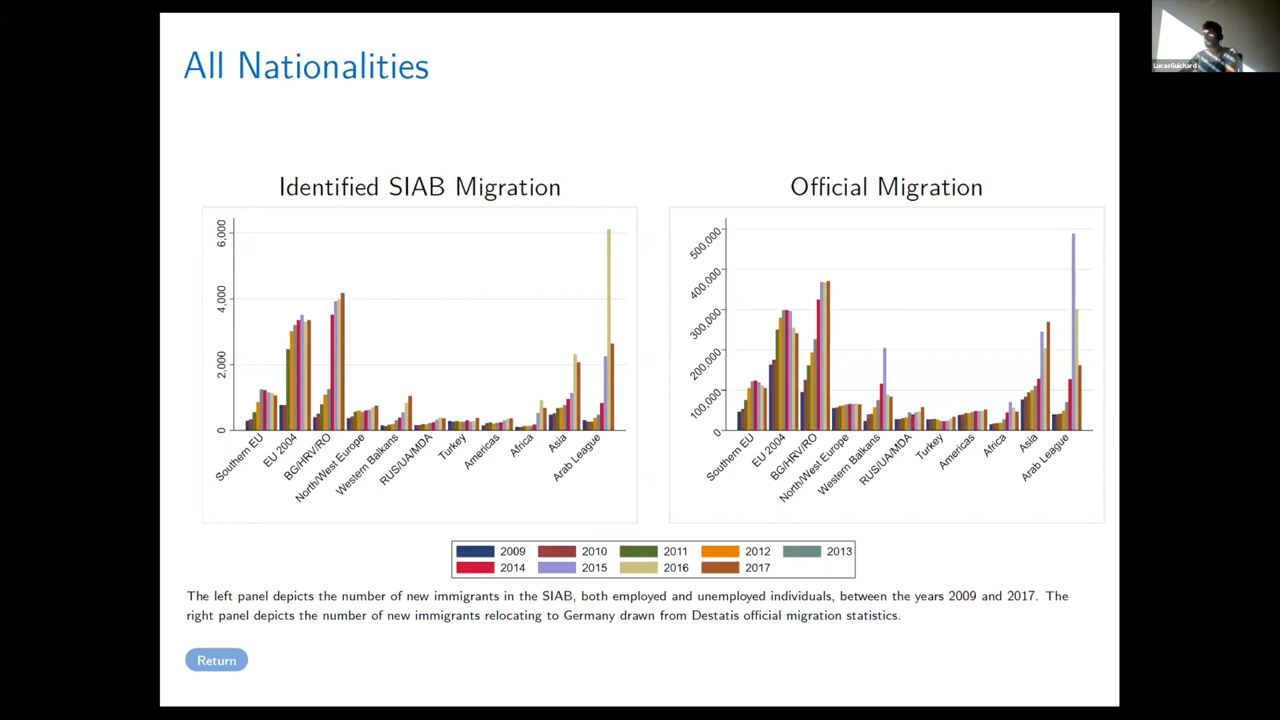 All Nationalities
LucasGuichard
Identified SIAB Migration
6,000
4,000
2,000
0
Southern EU
EU 2004
BG/HRV/RO
North/West Europe
Western Balkans
RUS/UA/MDA
Turkey
Americas
Africa
Asia
Arab League
Official Migration
500,000
400,000
300,000
200,000
100,000
0
Southern EU
EU 2004
BG/HRV/RO
North/West Europe
Western Balkans
RUS/UA/MDA
Turkey
Americas
Africa
Asia
Arab League
2009 2010 2011 2012 2013
2014 2015 2016 2017
The left panel depicts the number of new immigrants in the SIAB, both employed and unemployed individuals, between the years 2009 and 2017. The
right panel depicts the number of new immigrants relocating to Germany drawn from Destatis official migration statistics.
Return